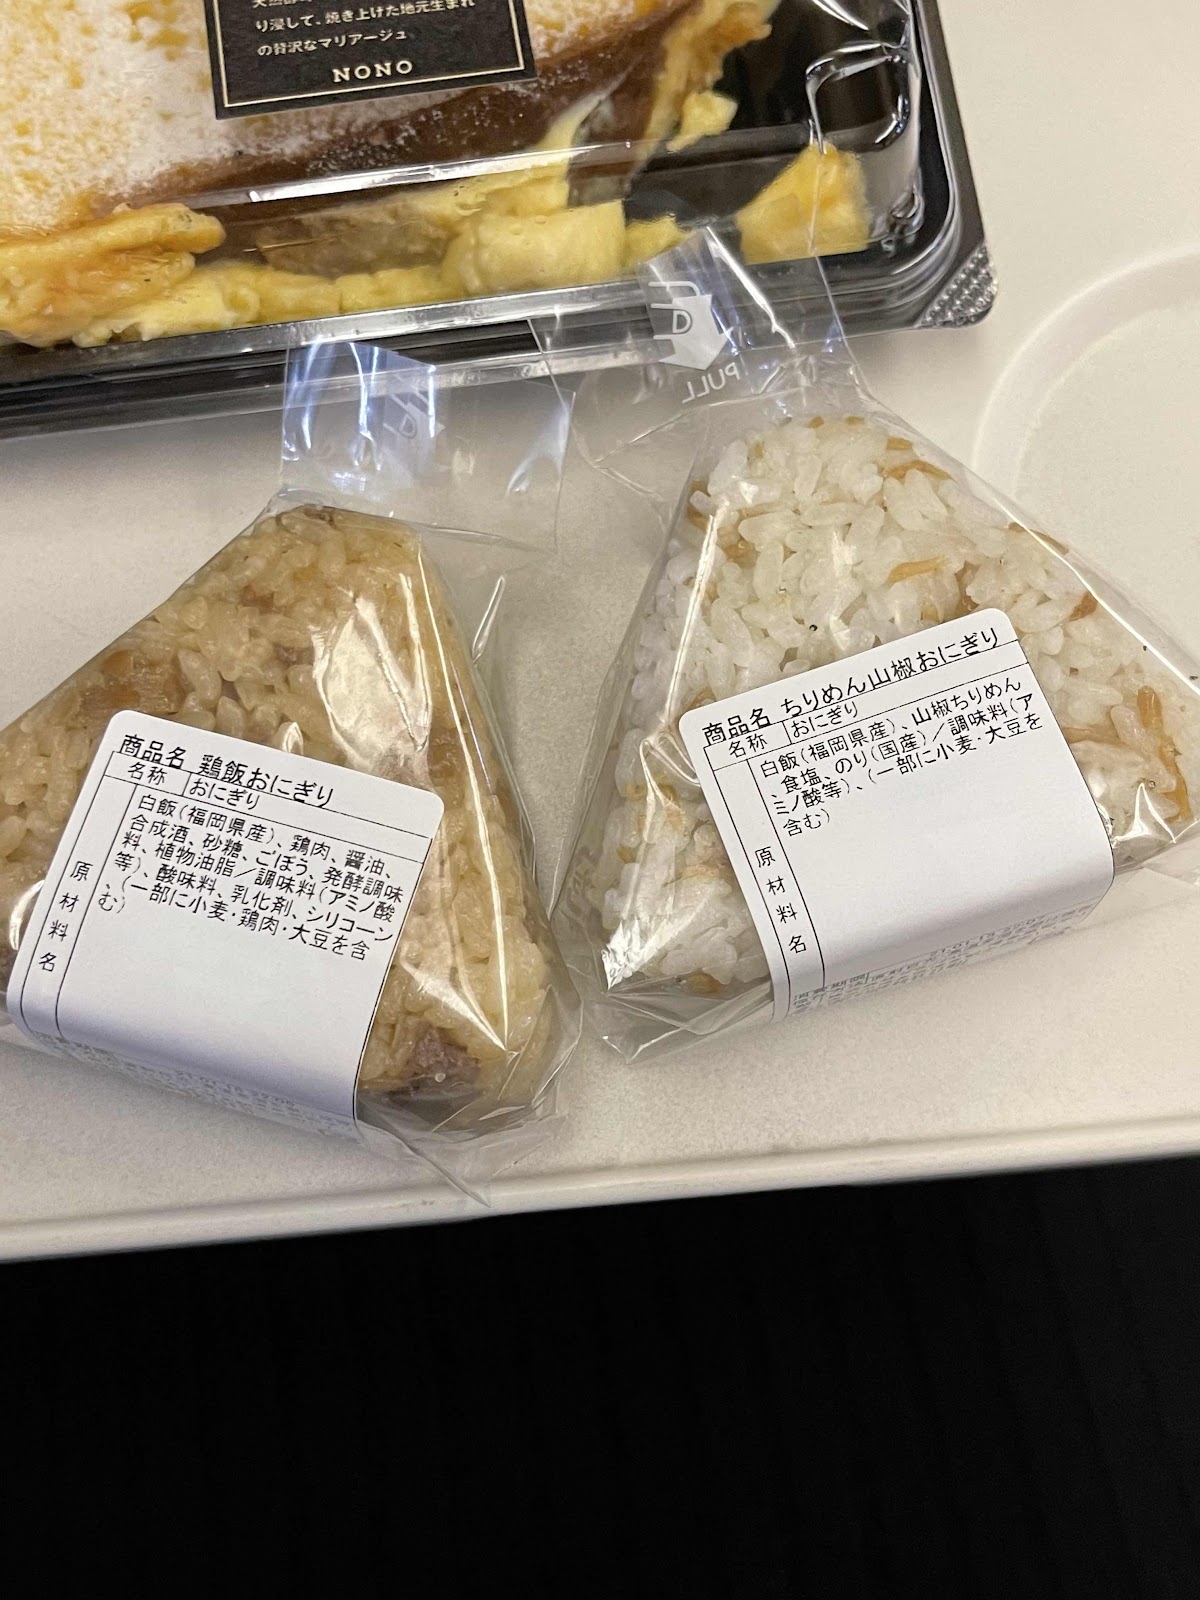 り浸して、焼き上げた地元生まれ
の贅沢なマリアージュ
NONO
PULL
商品名 鶏飯おにぎり
名称 おにぎり
原材料名
白飯(福岡県産)、鶏肉、醤油、
合成酒、砂糖、ごぼう、発酵調味
料、植物油脂/調味料(アミノ酸
等)、酸味料、乳化剤、シリコーン
、(一部に小麦・鶏肉・大豆を含
む)
商品名 ちりめん山椒おにぎり
名称 おにぎり
原材料名
白飯(福岡県産)、山椒ちりめん
、食塩、のり(国産)/調味料(ア
ミノ酸等)、(一部に小麦・大豆を
含む)
消費期限